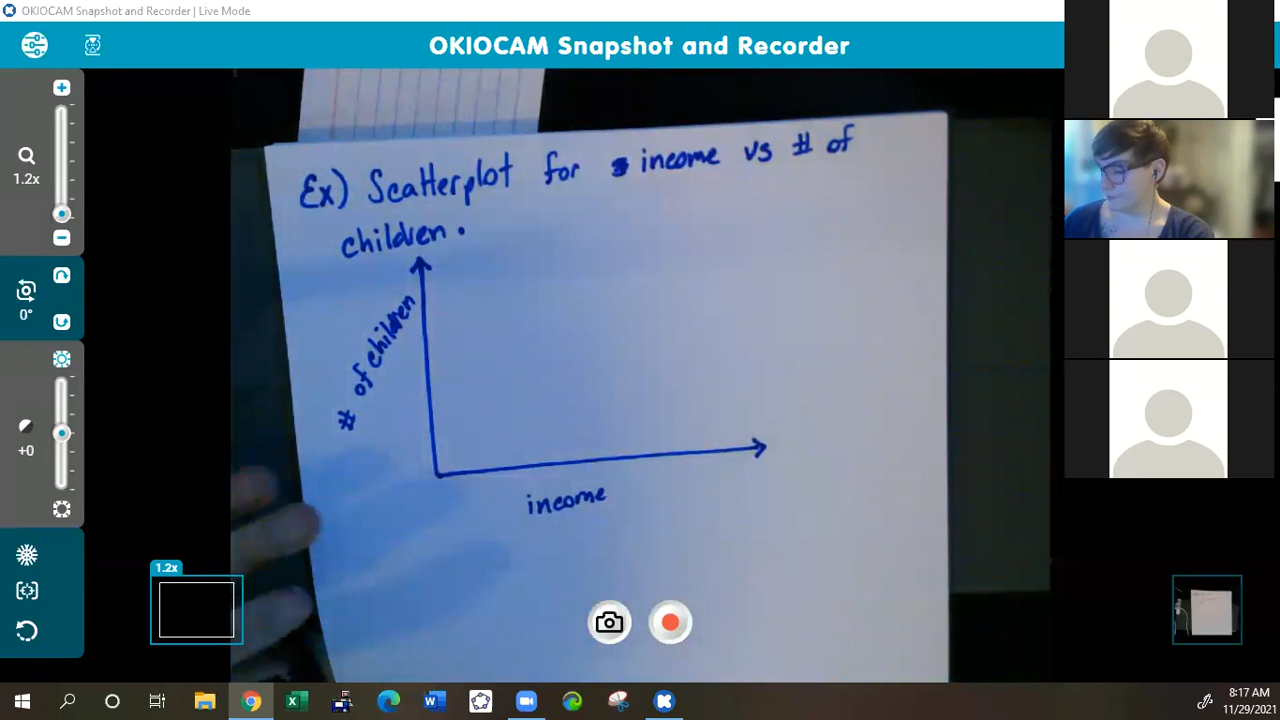 OKIOCAM Snapshot and Recorder | Live Mode
OKIOCAM Snapshot and Recorder
1.2x
0°
+0
1.2x
Ex) Scatterplot for income vs # of
children.
# of children
income
8:17 AM
11/29/2021